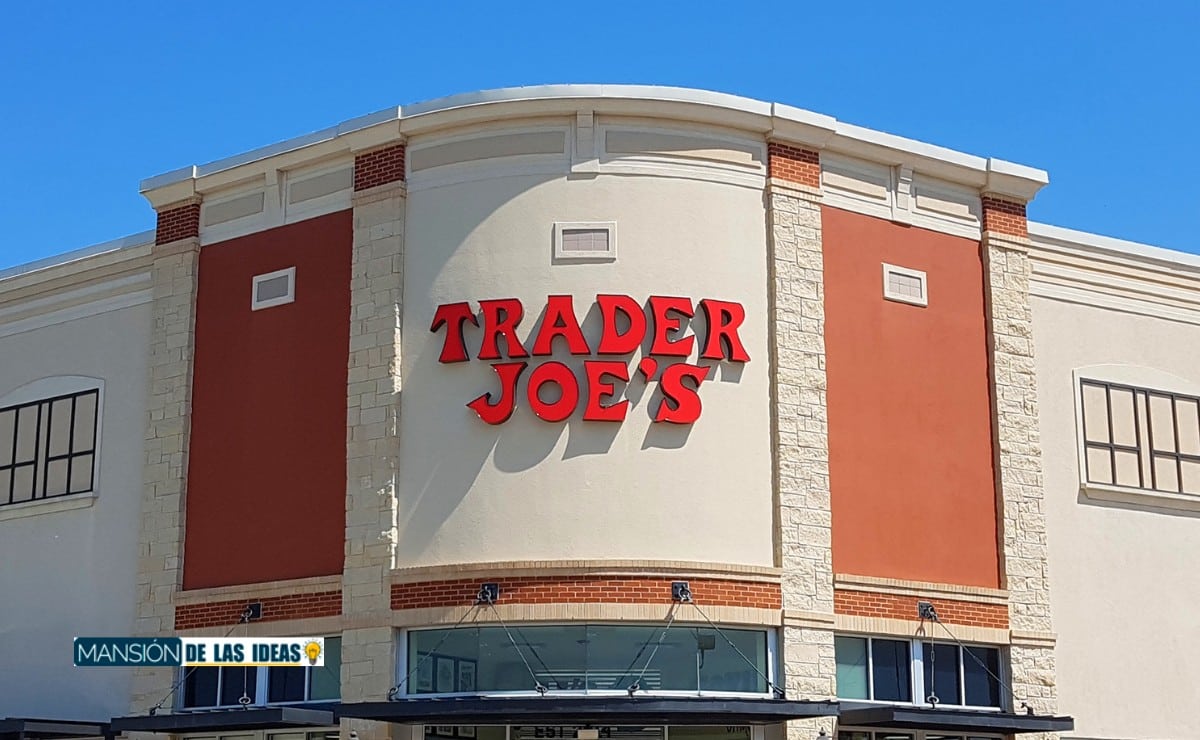 TRADER
JOE'S
MANSIÓN DE LAS IDEAS